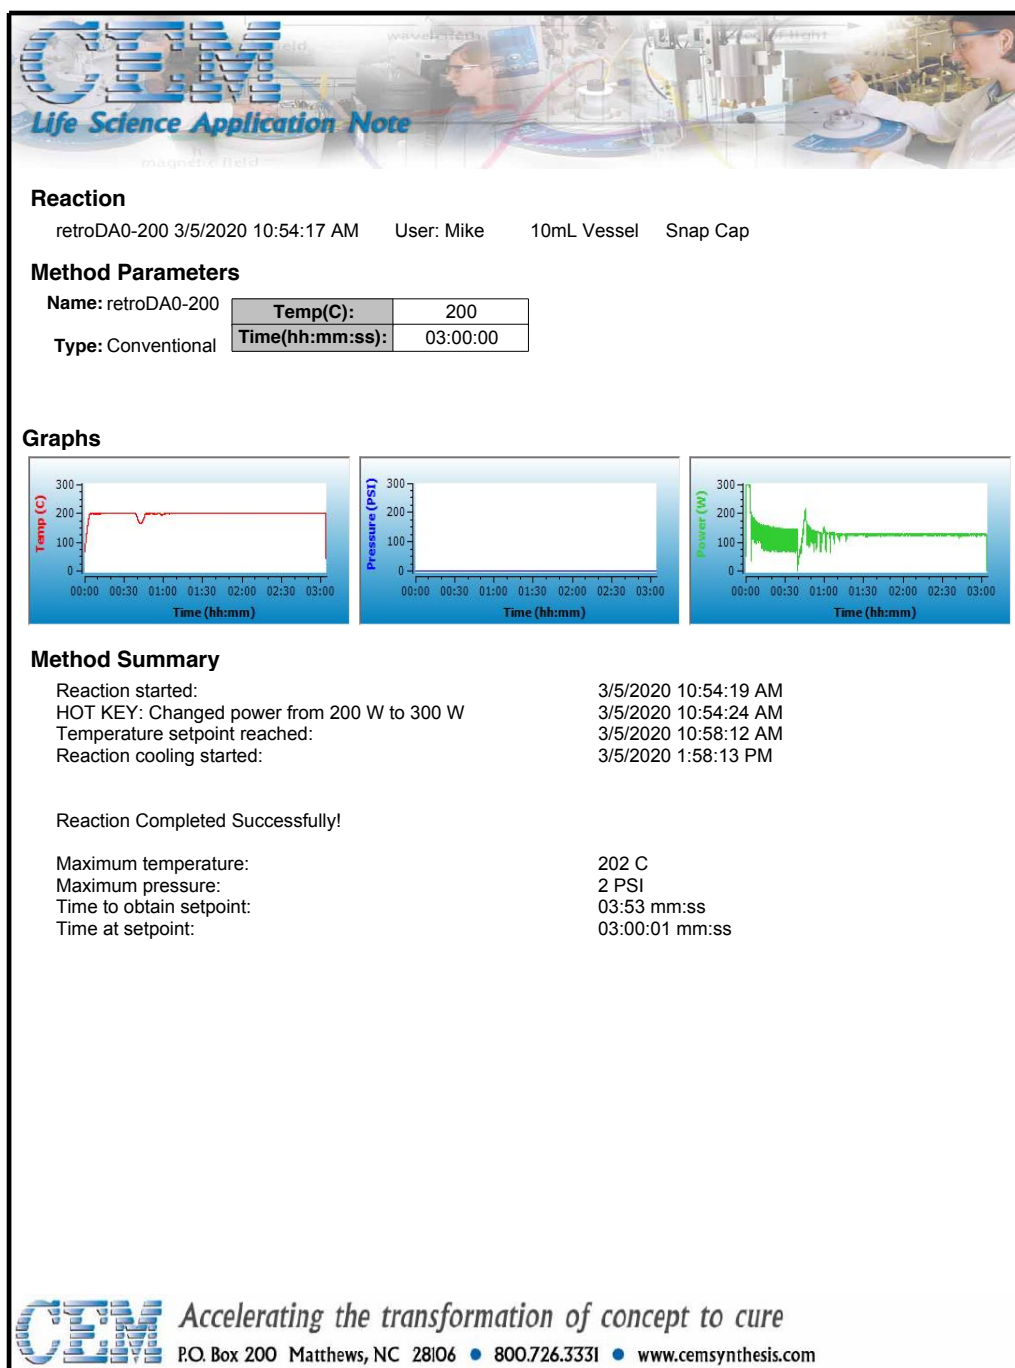 CEM
Life Science Application Note
wavelength
magnetic field
Reaction
retroDA0-200 3/5/2020 10:54:17 AM User: Mike 10mL Vessel Snap Cap
Method Parameters
Name: retroDA0-200
Temp(C): 200
Time(hh:mm:ss): 03:00:00
Type: Conventional
Graphs
Temp (C)
300
200
100
0
00:00 00:30 01:00 01:30 02:00 02:30 03:00
Time (hh:mm)
Pressure (PSI)
300
200
100
0
00:00 00:30 01:00 01:30 02:00 02:30 03:00
Time (hh:mm)
Power (W)
300
200
100
0
00:00 00:30 01:00 01:30 02:00 02:30 03:00
Time (hh:mm)
Method Summary
Reaction started: 3/5/2020 10:54:19 AM
HOT KEY: Changed power from 200 W to 300 W 3/5/2020 10:54:24 AM
Temperature setpoint reached: 3/5/2020 10:58:12 AM
Reaction cooling started: 3/5/2020 1:58:13 PM
Reaction Completed Successfully!
Maximum temperature: 202 C
Maximum pressure: 2 PSI
Time to obtain setpoint: 03:53 mm:ss
Time at setpoint: 03:00:01 mm:ss
CEM Accelerating the transformation of concept to cure
P.O. Box 200 Matthews, NC 28106 • 800.726.3331 • www.cemsynthesis.com